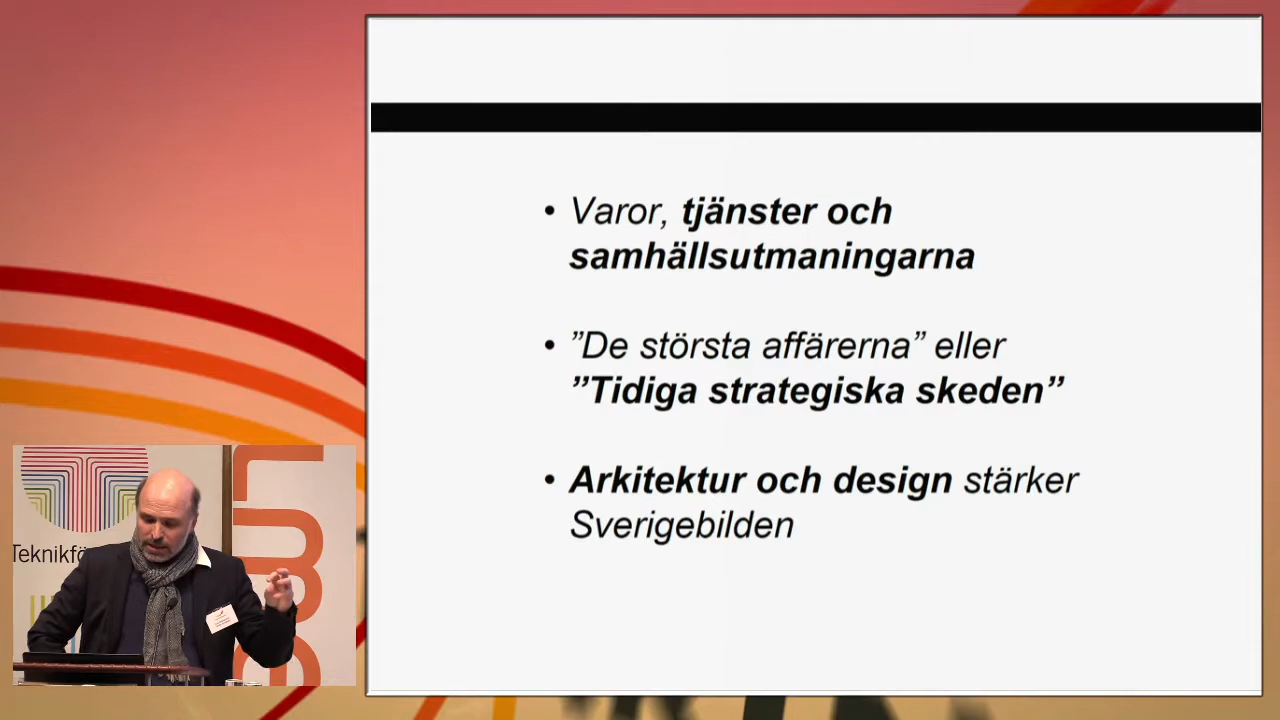 • Varor, tjänster och
samhällsutmaningarna
• ”De största affärerna” eller
”Tidiga strategiska skeden”
• Arkitektur och design stärker
Sverigebilden
Teknikfö